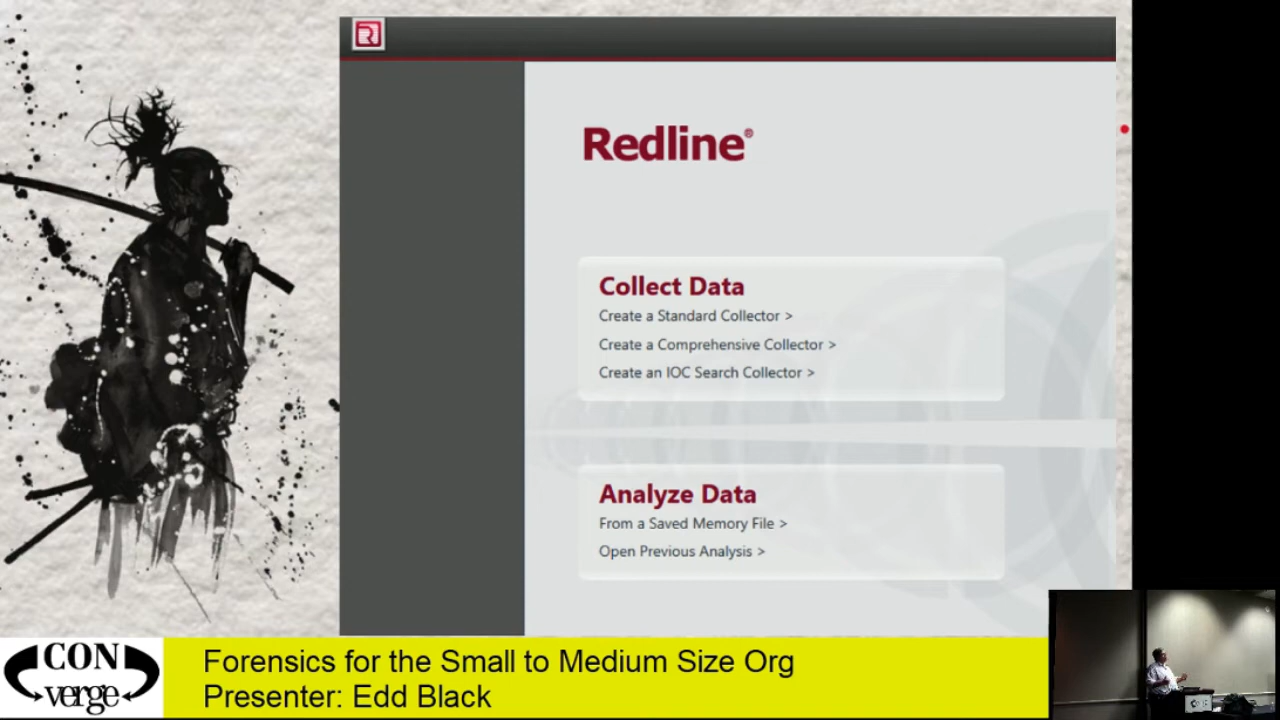 Redline®
Collect Data
Create a Standard Collector >
Create a Comprehensive Collector >
Create an IOC Search Collector >
Analyze Data
From a Saved Memory File >
Open Previous Analysis >
CON
verge
Forensics for the Small to Medium Size Org
Presenter: Edd Black